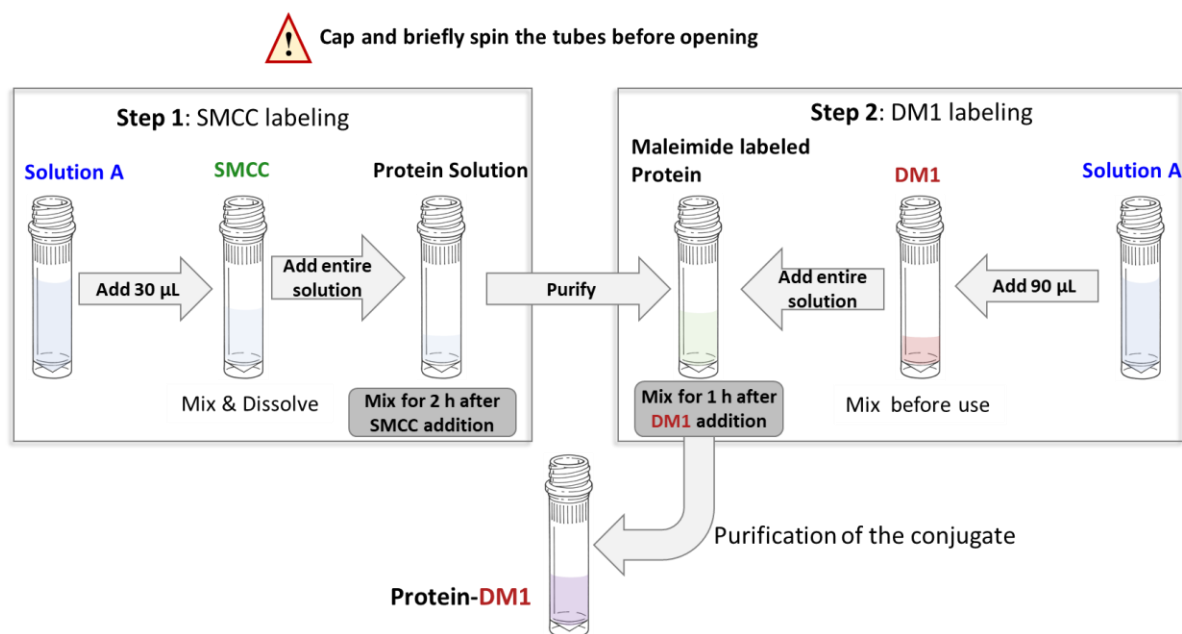 !
Cap and briefly spin the tubes before opening
Step 1: SMCC labeling
Solution A
SMCC
Protein Solution
Add 30 µL
Add entire
solution
Mix & Dissolve
Mix for 2 h after
SMCC addition
Purify
Step 2: DM1 labeling
Maleimide labeled
Protein
DM1
Solution A
Add entire
solution
Add 90 µL
Mix for 1 h after
DM1 addition
Mix before use
Purification of the conjugate
Protein-DM1